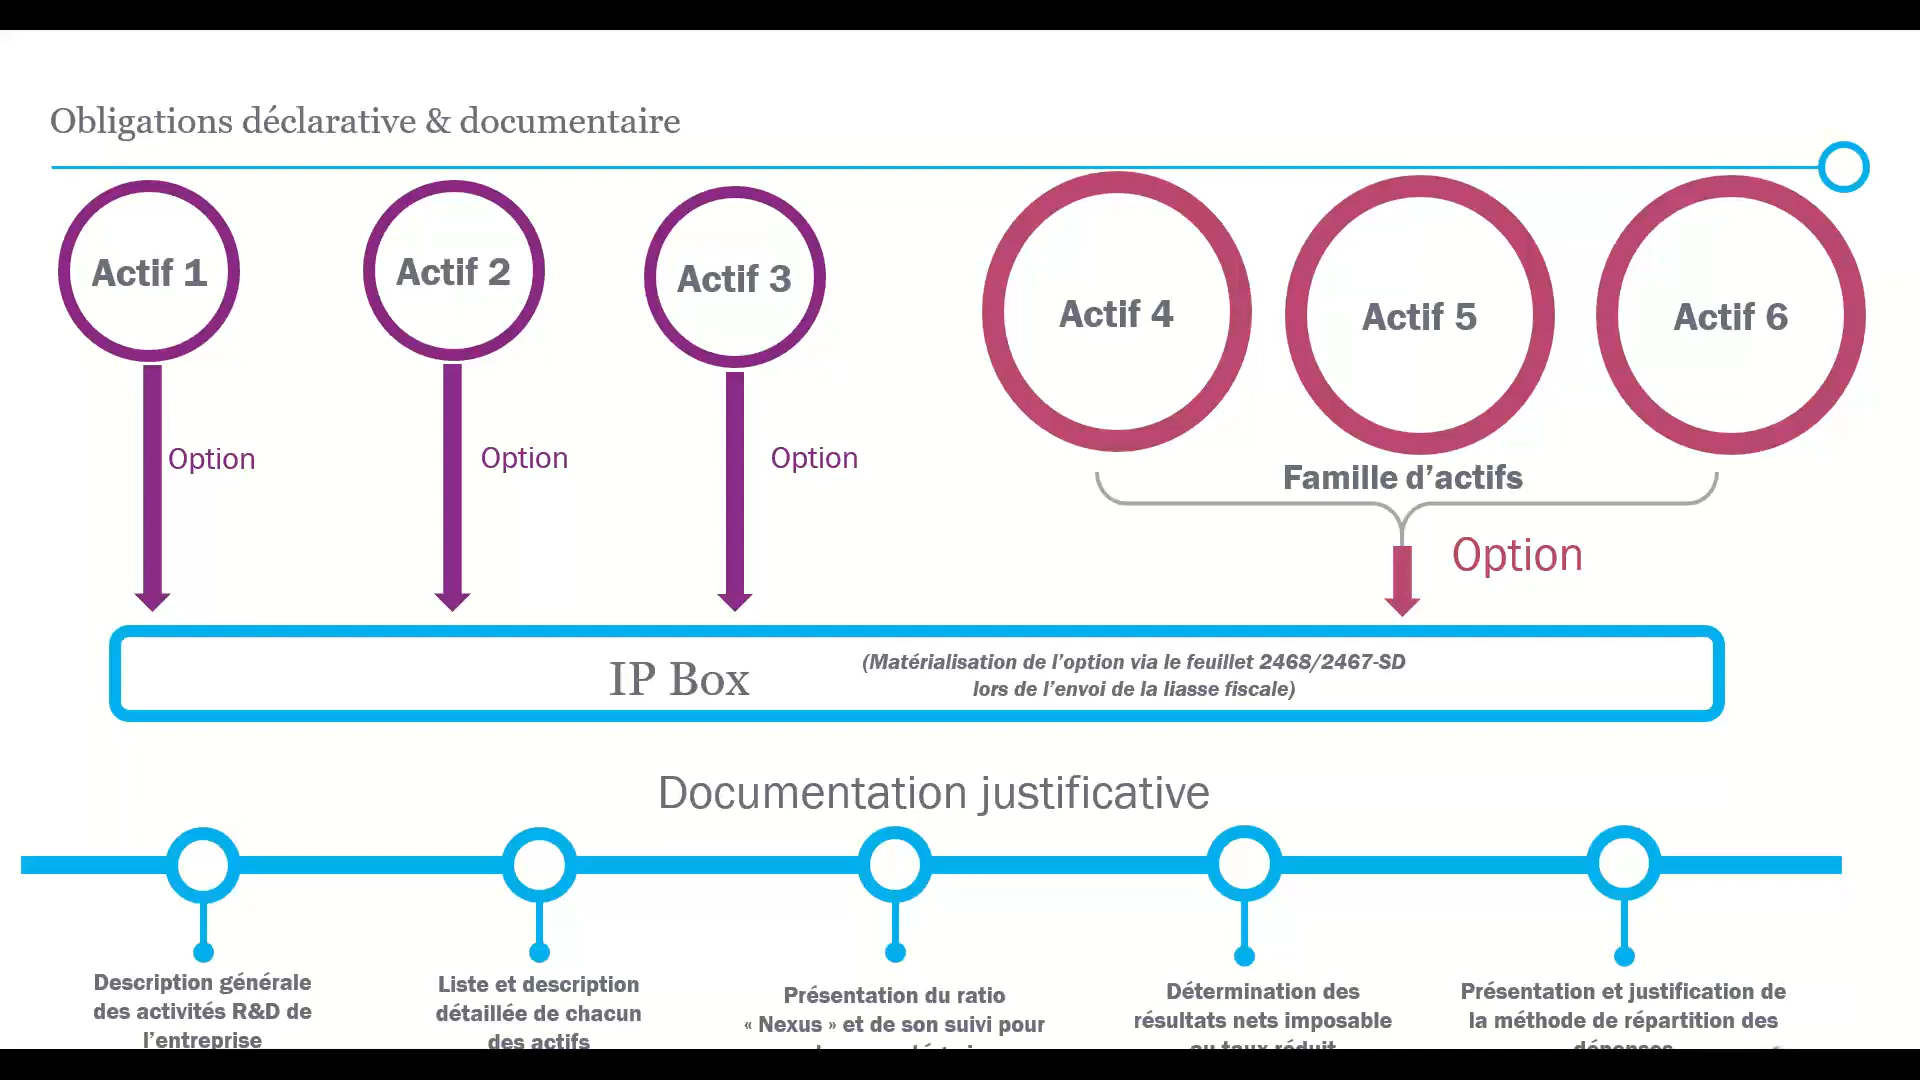 Obligations déclarative & documentaire
Actif 1
Actif 2
Actif 3
Actif 4
Actif 5
Actif 6
Option
Option
Option
Famille d’actifs
Option
IP Box
(Matérialisation de l’option via le feuillet 2468/2467-SD
lors de l’envoi de la liasse fiscale)
Documentation justificative
Description générale
des activités R&D de
l’entreprise
Liste et description
détaillée de chacun
des actifs
Présentation du ratio
« Nexus » et de son suivi pour
Détermination des
résultats nets imposable
au taux réduit
Présentation et justification de
la méthode de répartition des
dépenses